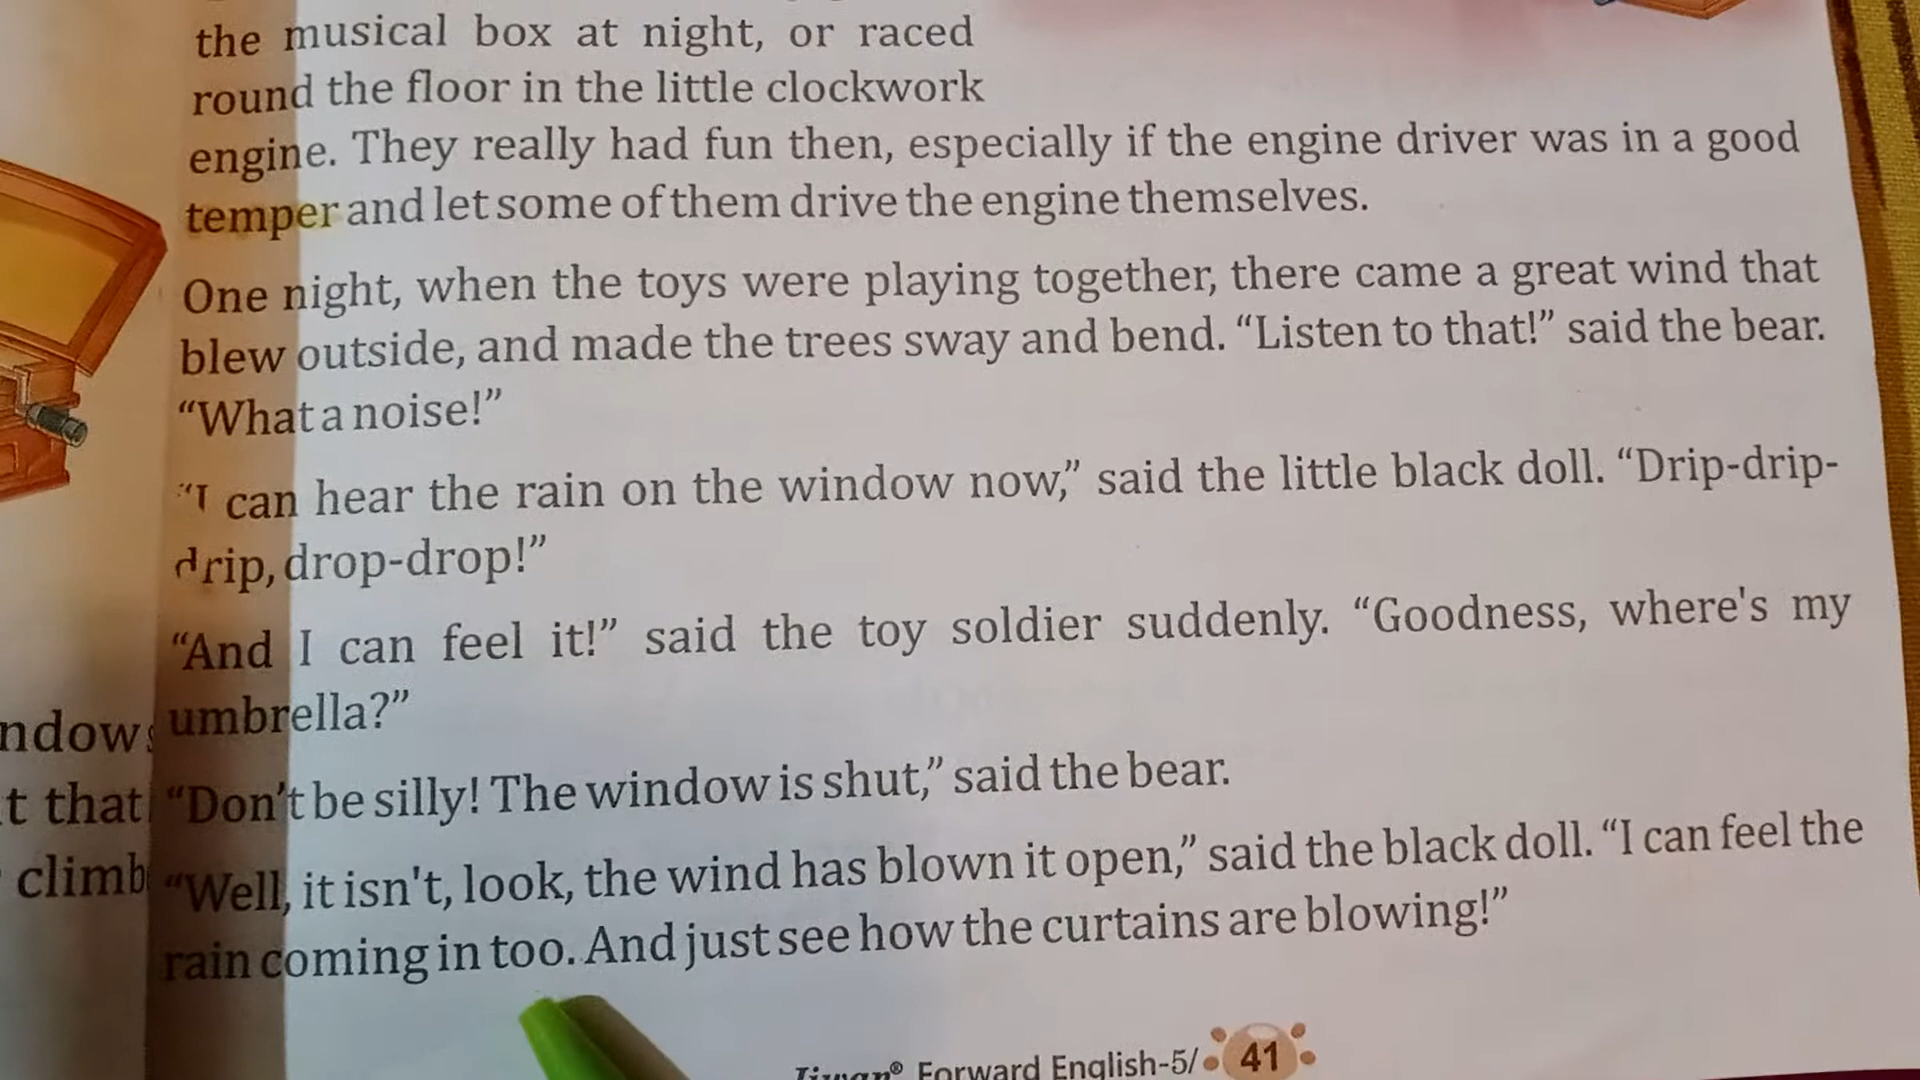 the musical box at night, or raced
round the floor in the little clockwork
engine. They really had fun then, especially if the engine driver was in a good
temper and let some of them drive the engine themselves.
One night, when the toys were playing together, there came a great wind that
blew outside, and made the trees sway and bend. “Listen to that!” said the bear.
“What a noise!”
“I can hear the rain on the window now,” said the little black doll. “Drip-drip-
drip, drop-drop!”
“And I can feel it!” said the toy soldier suddenly. “Goodness, where's my
umbrella?”
“Don’t be silly! The window is shut,” said the bear.
“Well, it isn't, look, the wind has blown it open,” said the black doll. “I can feel the
rain coming in too. And just see how the curtains are blowing!”
Forward English-5/ 41
t that
climb